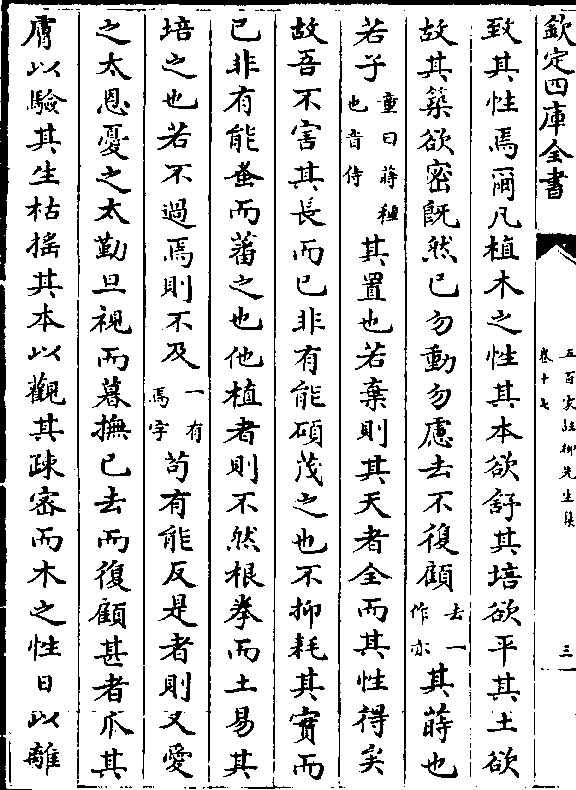 欽定四庫全書
五百家註柳先生集
卷十七
三
致其性焉爾凡植木之性其本欲舒其培欲平其土欲
故其築欲密既然已勿動勿慮去不復顧去一作亦其蒔也
若子童曰蒔種也音侍其置也若棄則其天者全而其性得矣
故吾不害其長而已非有能碩茂之也不抑耗其實而
已非有能蚤而蕃之也他植者則不然根拳而土易其
培之也若不過焉則不及一有焉字苟有能反是者則又愛
之太恩憂之太勤旦視而暮撫已去而復顧甚者爪其
膚以驗其生枯搖其本以觀其疎密而木之性日以離